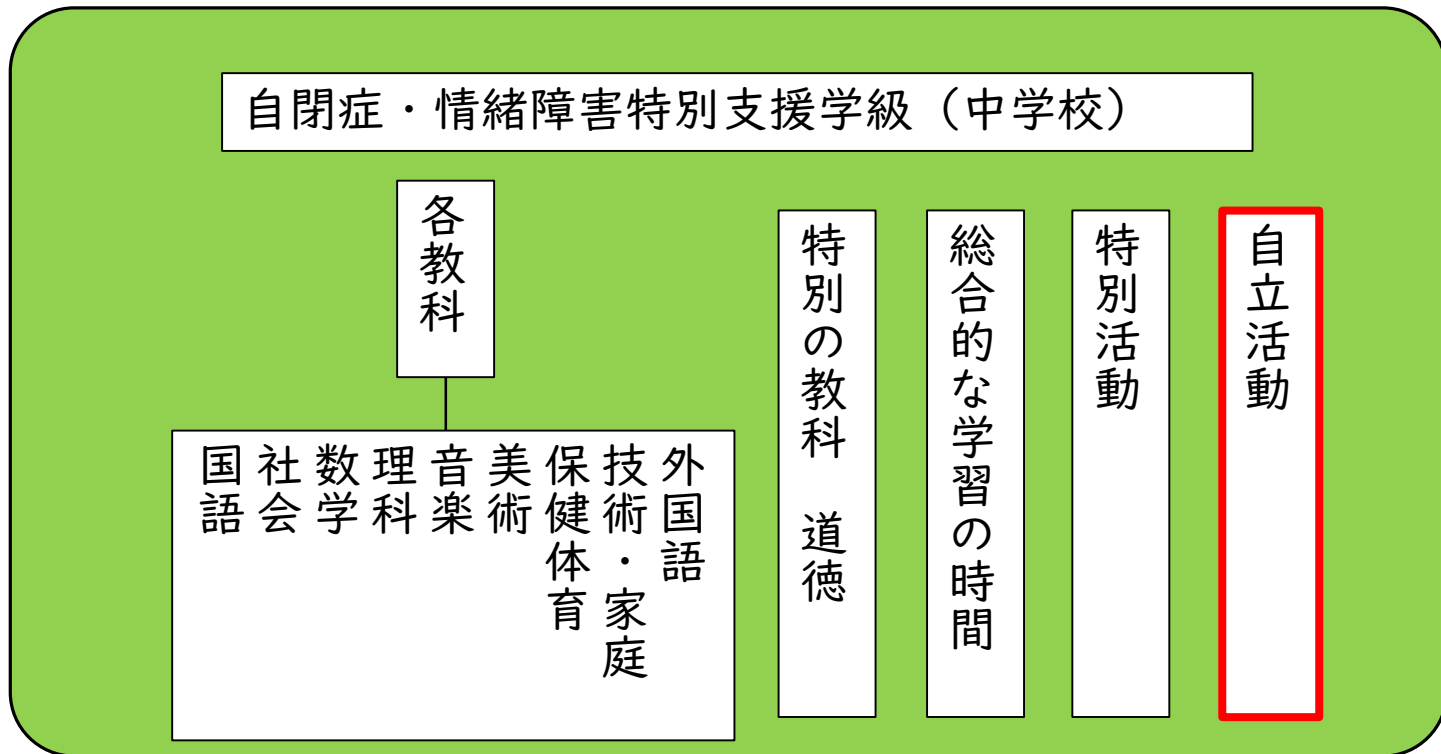 自閉症・情緒障害特別支援学級（中学校）
各教科
国語
社会
数学
理科
音楽
美術
保健体育
技術・家庭
外国語
特別の教科　道徳
総合的な学習の時間
特別活動
自立活動